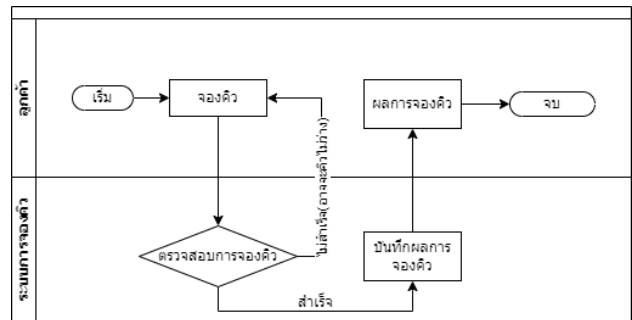 ลูกค้า
เริ่ม
จองคิว
ผลการจองคิว
จบ
ไม่สำเร็จ(อาจจะคิวไม่ว่าง)
ระบบการจองคิว
ตรวจสอบการจองคิว
บันทึกผลการ
จองคิว
สำเร็จ